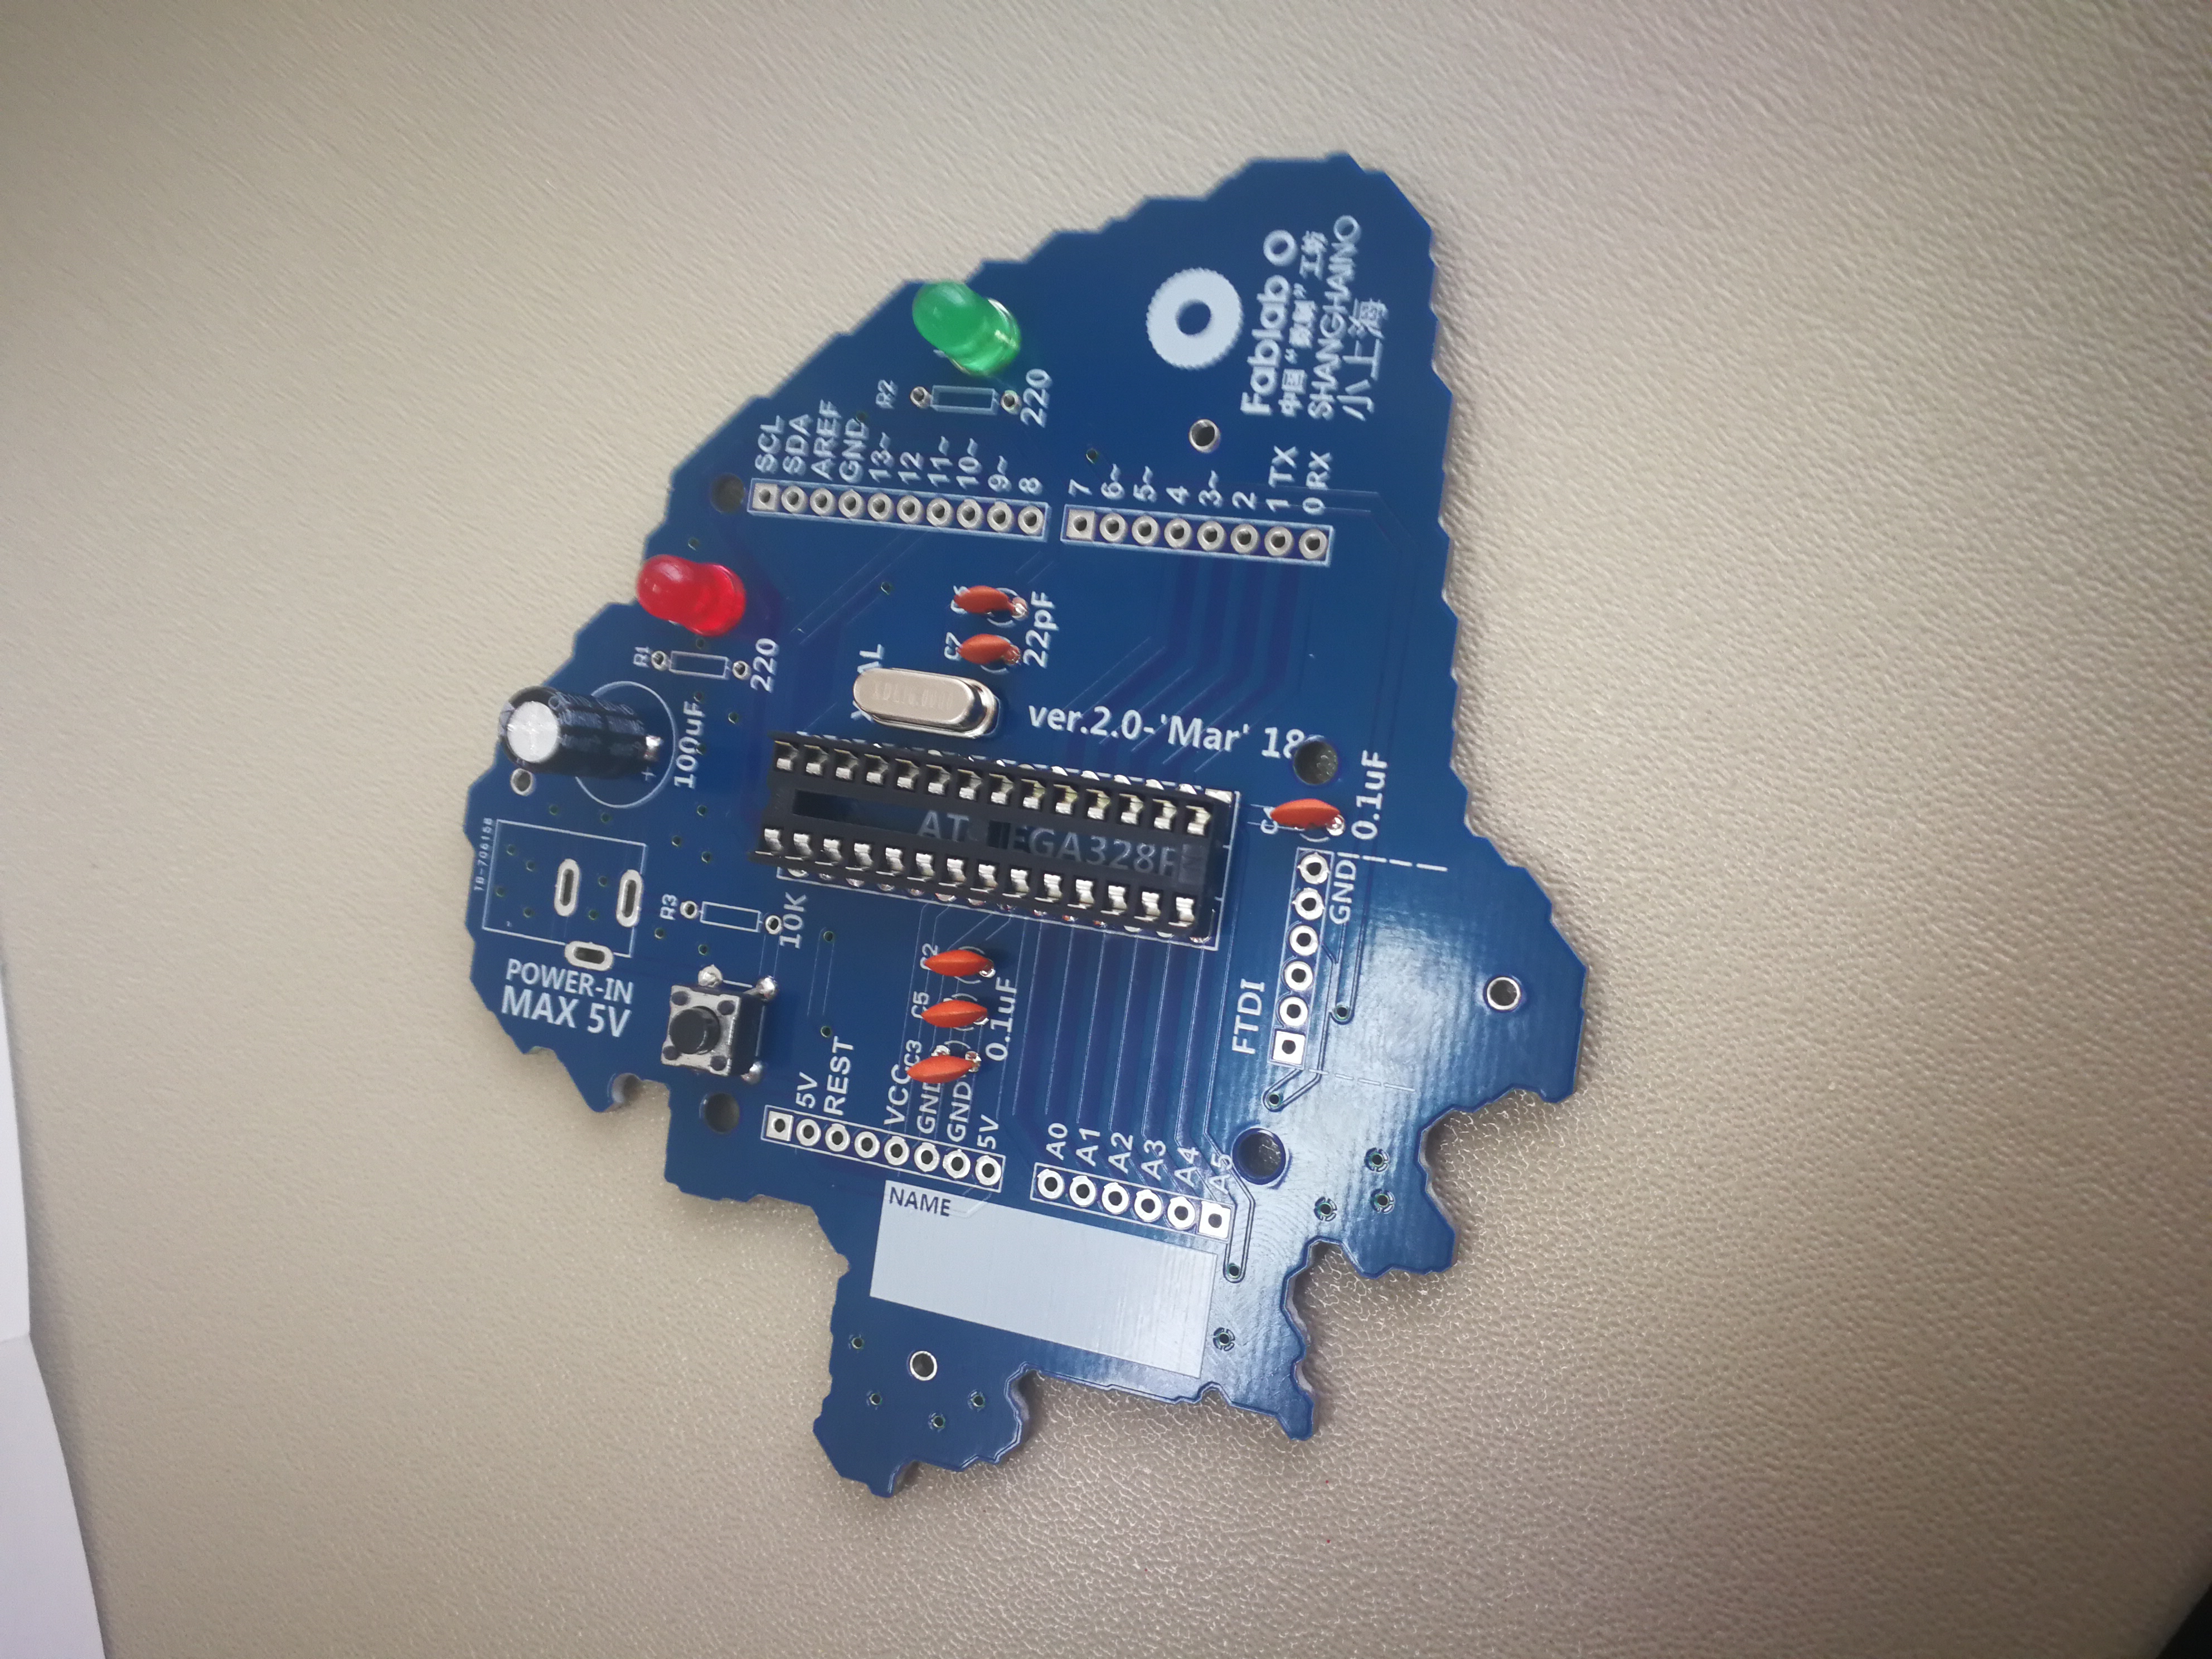 Fablab O
中国“数制”工坊
SHANGHAINO
小上海
R2
220
SCL
SDA
AREF
GND
13~
12
11~
10~
9~
8
7
6~
5~
4
3~
2
1 TX
0 RX
R1
220
22pF
C7
100uF
+
ver.2.0-'Mar' 18
0.1uF
GND
FTDI
TB-706158
R3
10K
POWER-IN
MAX 5V
C5
C3
0.1uF
5V
REST
VCC
GND
GND
5V
A0
A1
A2
A3
A4
A5
NAME